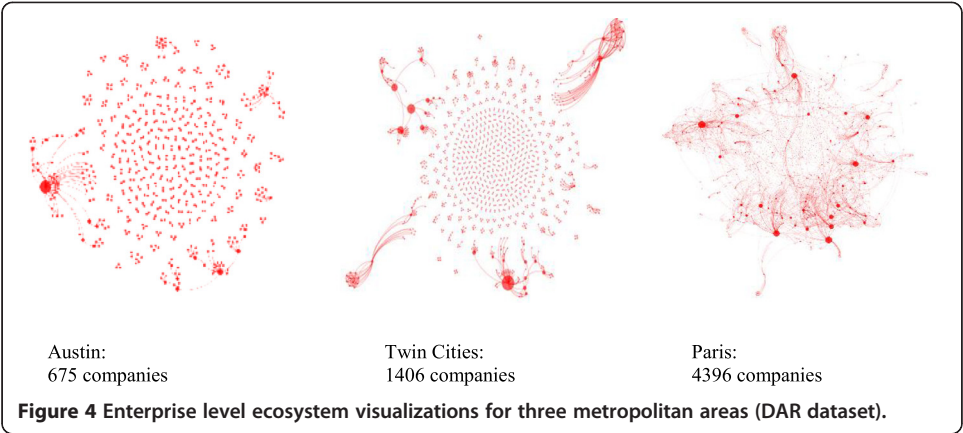 Austin:
675 companies
Twin Cities:
1406 companies
Paris:
4396 companies
Figure 4 Enterprise level ecosystem visualizations for three metropolitan areas (DAR dataset).